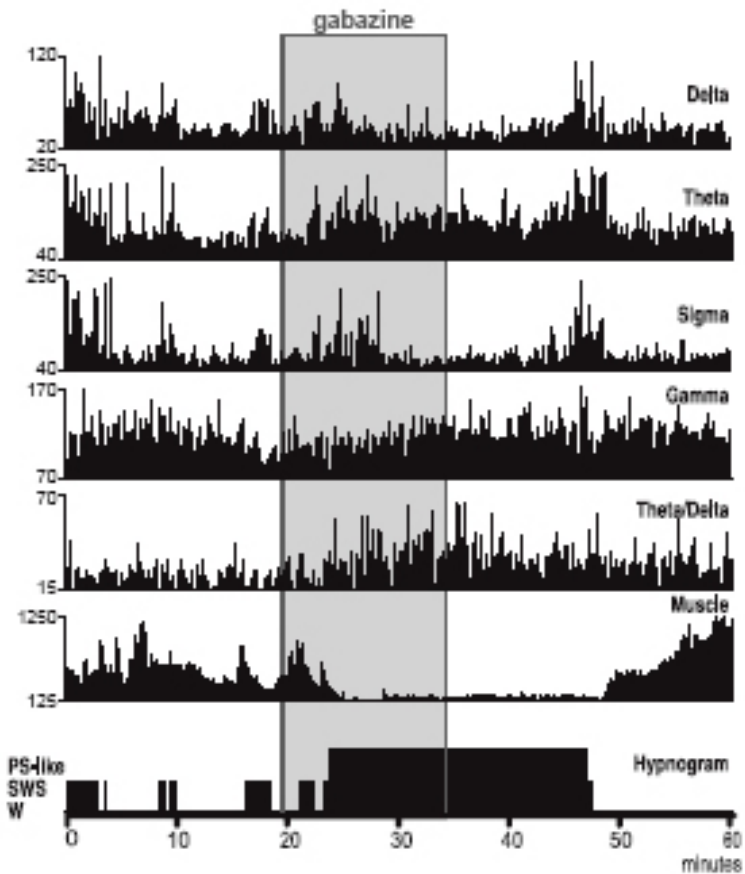 gabazine
120
Delta
20
250
Theta
40
250
Sigma
40
170
Gamma
70
70
Theta/Delta
15
1250
Muscle
125
PS-like
Hypnogram
SWS
W
0 10 20 30 40 50 60
minutes